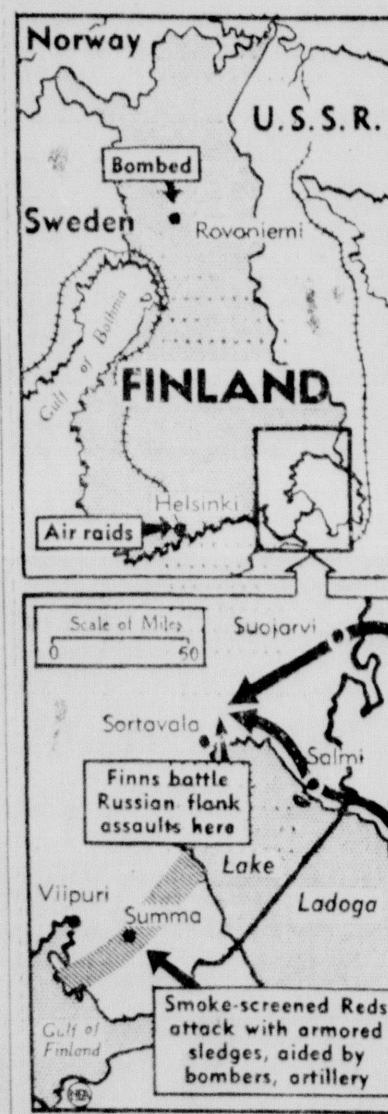 Norway
U.S.S.R.
Bombed
Sweden
Rovaniemi
Gulf of Bothnia
FINLAND
Helsinki
Air raids
Scale of Miles
0 50
Suojarvi
Sortavala
Salmi
Finns battle
Russian flank
assaults here
Lake
Ladoga
Viipuri
Summa
Gulf of
Finland
Smoke-screened Reds
attack with armored
sledges, aided by
bombers, artillery
NEA